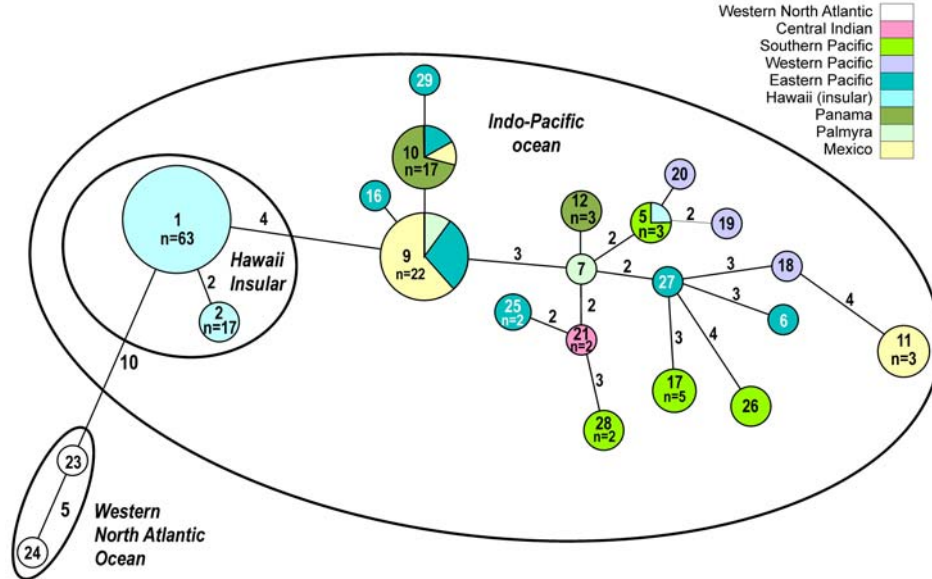 Western North Atlantic
Central Indian
Southern Pacific
Western Pacific
Eastern Pacific
Hawaii (insular)
Panama
Palmyra
Mexico
29
Indo-Pacific
ocean
10
n=17
16
20
12
n=3
5
n=3
2
19
2
1
n=63
4
9
n=22
3
7
2
27
3
18
Hawaii
Insular
2
2
n=17
25
n=2
2
2
21
n=2
3
6
4
11
n=3
10
3
4
3
17
n=5
26
28
n=2
23
5
24
Western
North Atlantic
Ocean